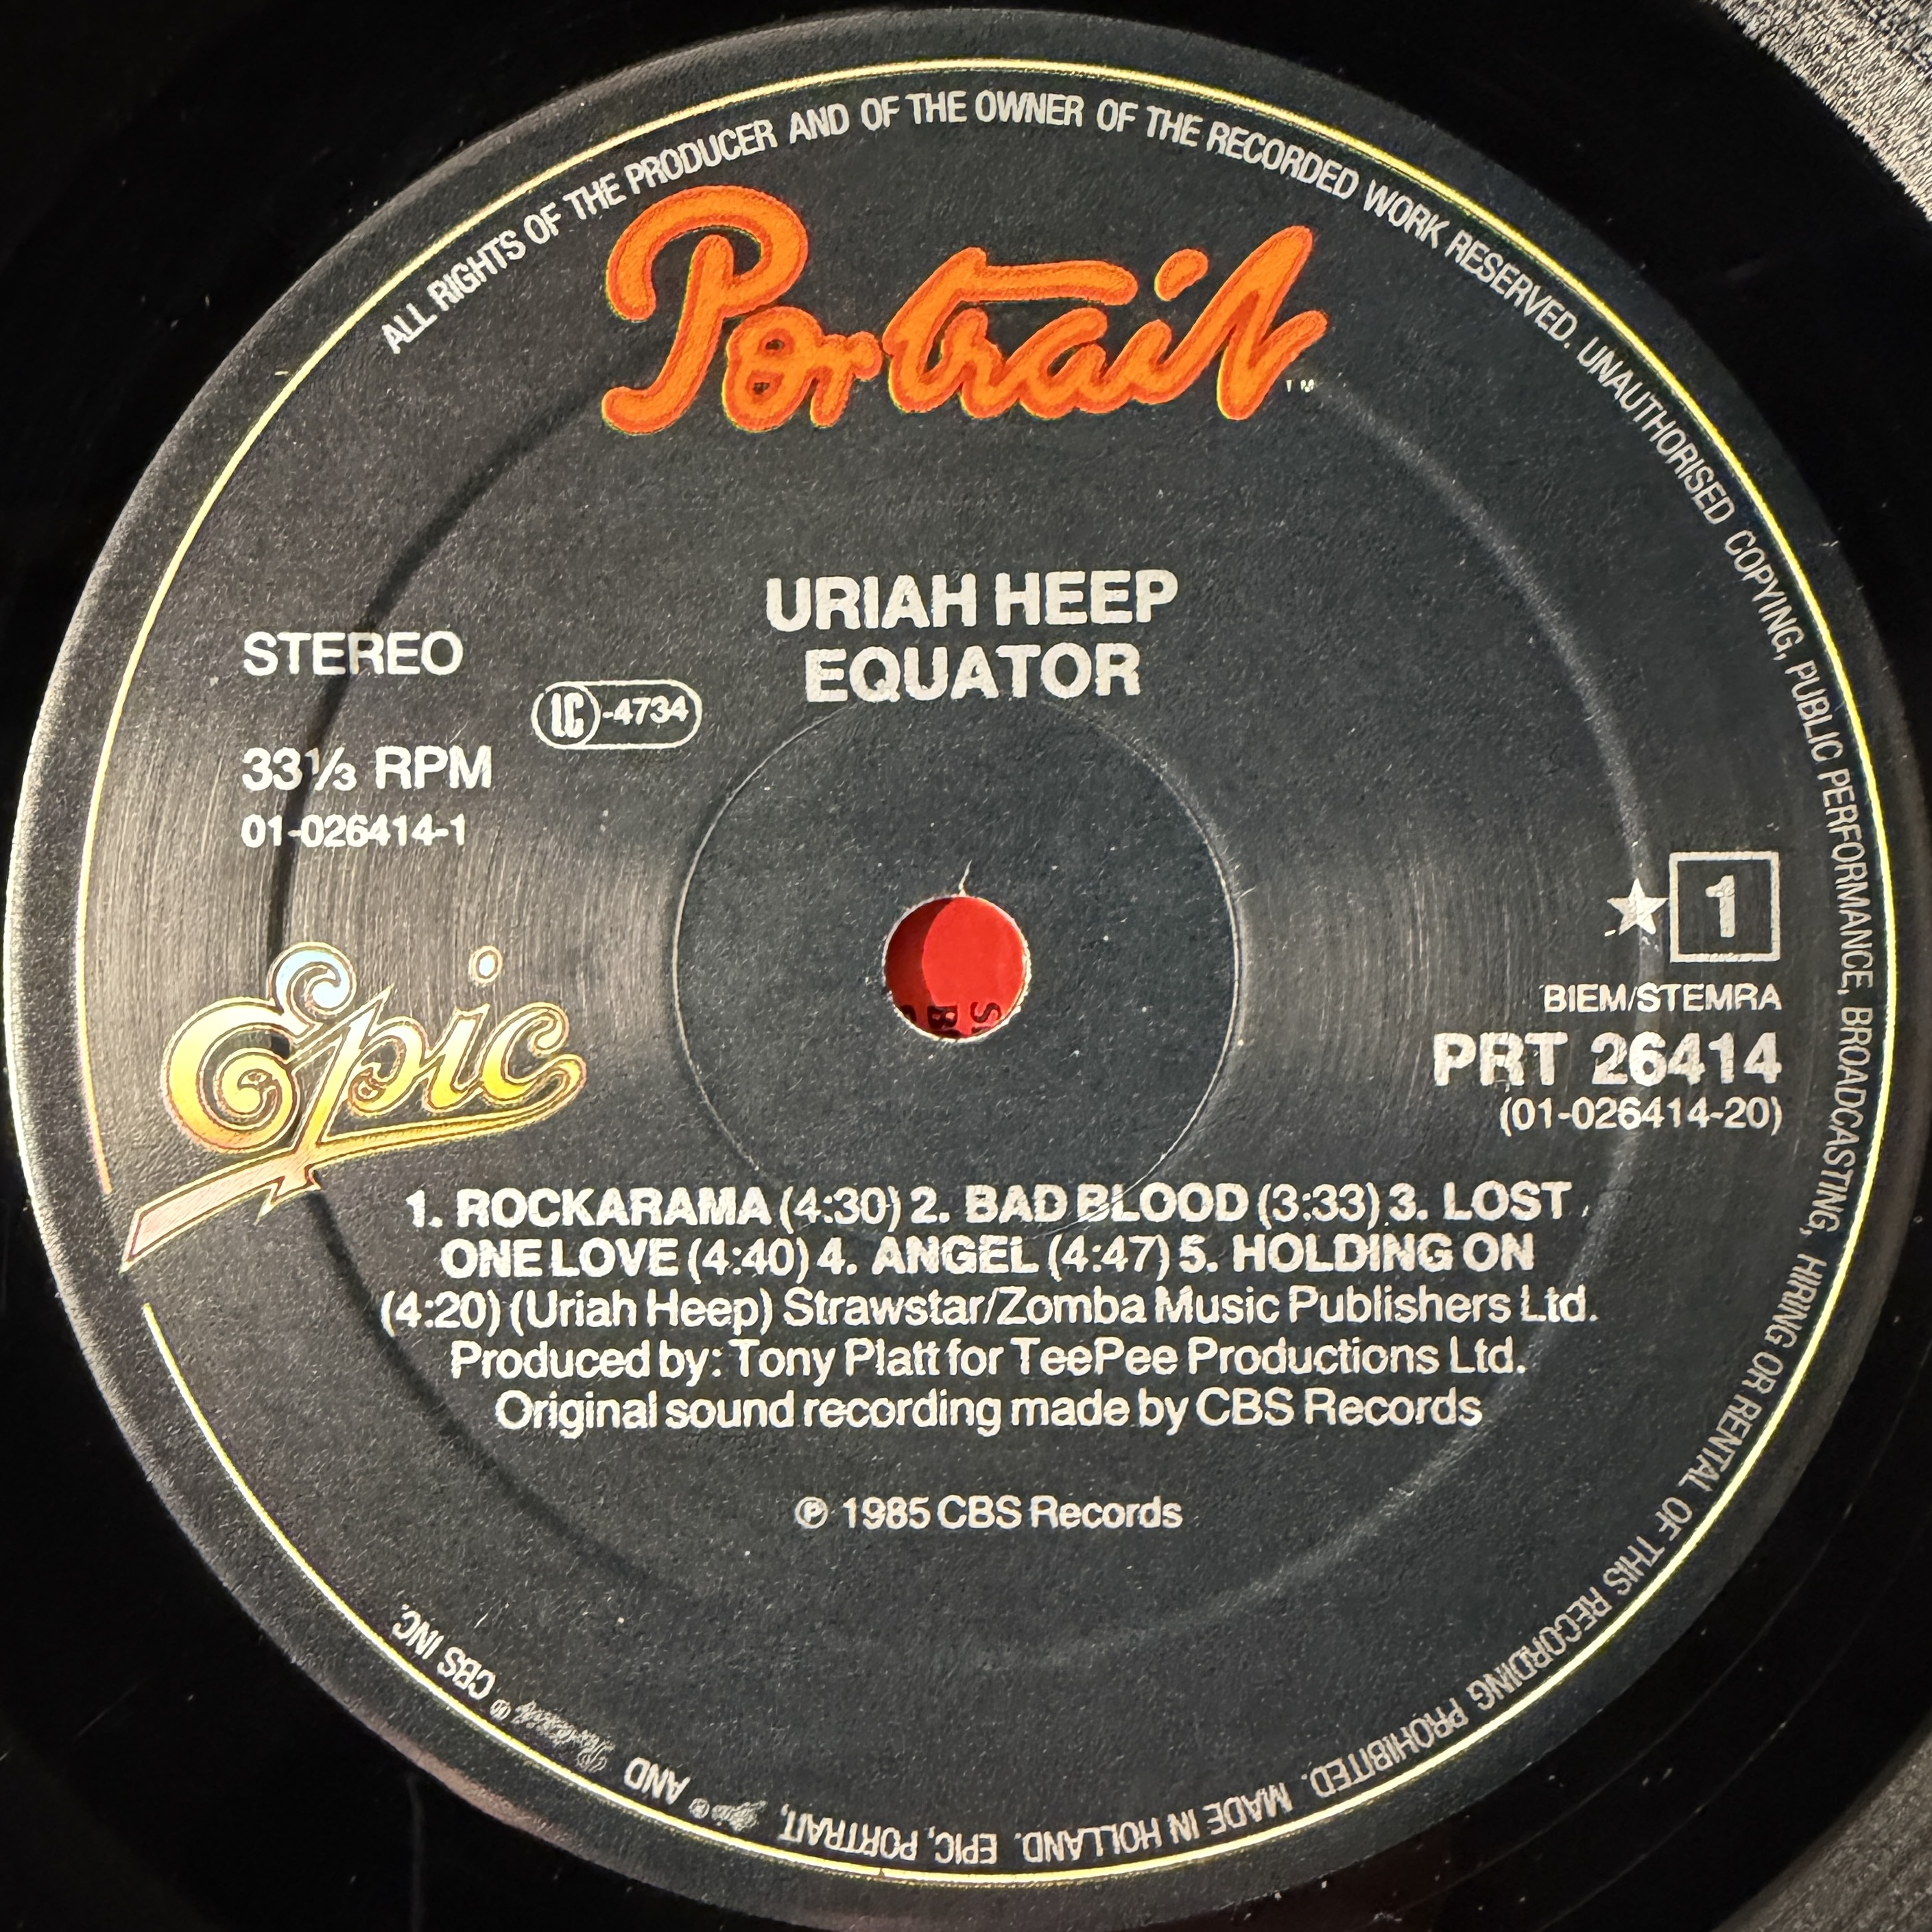 ALL RIGHTS OF THE PRODUCER AND OF THE OWNER OF THE RECORDED WORK RESERVED. UNAUTHORISED COPYING, PUBLIC PERFORMANCE, BROADCASTING, HIRING OR RENTAL OF THIS RECORDING PROHIBITED. MADE IN HOLLAND. EPIC, PORTRAIT, Epic ® AND Portrait ® CBS INC.
Portrait ™
URIAH HEEP
EQUATOR
STEREO
LC-4734
33⅓ RPM
01-026414-1
★ 1
BIEM/STEMRA
PRT 26414
(01-026414-20)
Epic
1. ROCKARAMA (4:30) 2. BAD BLOOD (3:33) 3. LOST
ONE LOVE (4:40) 4. ANGEL (4:47) 5. HOLDING ON
(4:20) (Uriah Heep) Strawstar/Zomba Music Publishers Ltd.
Produced by: Tony Platt for TeePee Productions Ltd.
Original sound recording made by CBS Records
℗ 1985 CBS Records